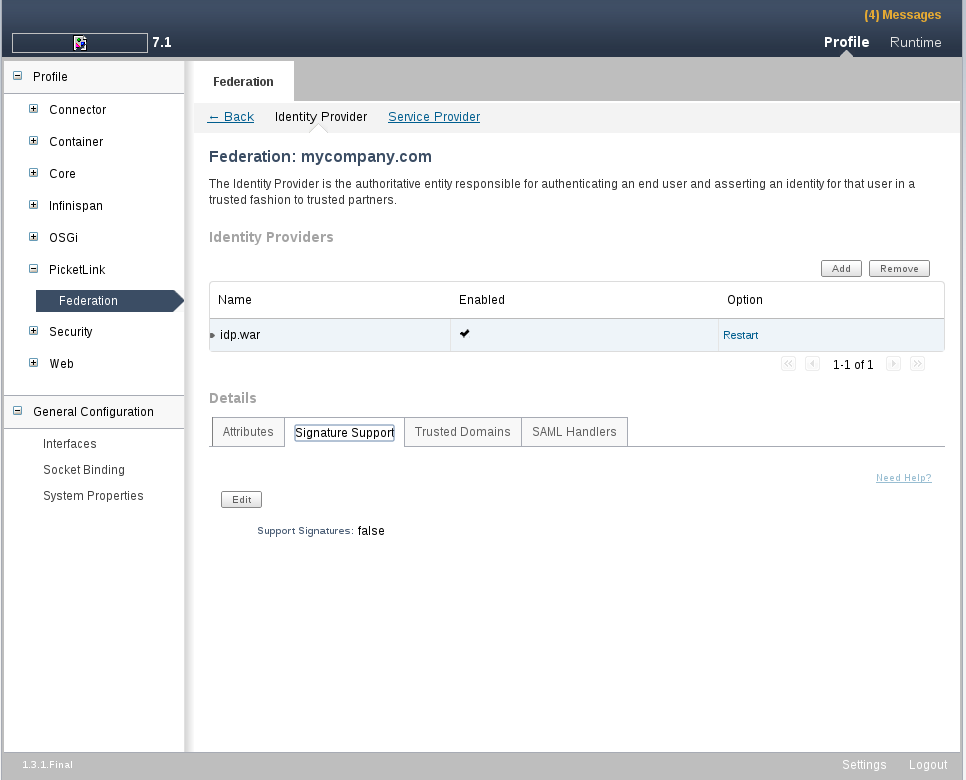 (4) Messages
7.1
Profile Runtime
Profile
Connector
Container
Core
Infinispan
OSGi
PicketLink
Federation
Security
Web
General Configuration
Interfaces
Socket Binding
System Properties
Federation
← Back Identity Provider Service Provider
Federation: mycompany.com
The Identity Provider is the authoritative entity responsible for authenticating an end user and asserting an identity for that user in a
trusted fashion to trusted partners.
Identity Providers
Add Remove
Name Enabled Option
idp.war Restart
1-1 of 1
Details
Attributes Signature Support Trusted Domains SAML Handlers
Need Help?
Edit
Support Signatures: false
1.3.1.Final
Settings Logout